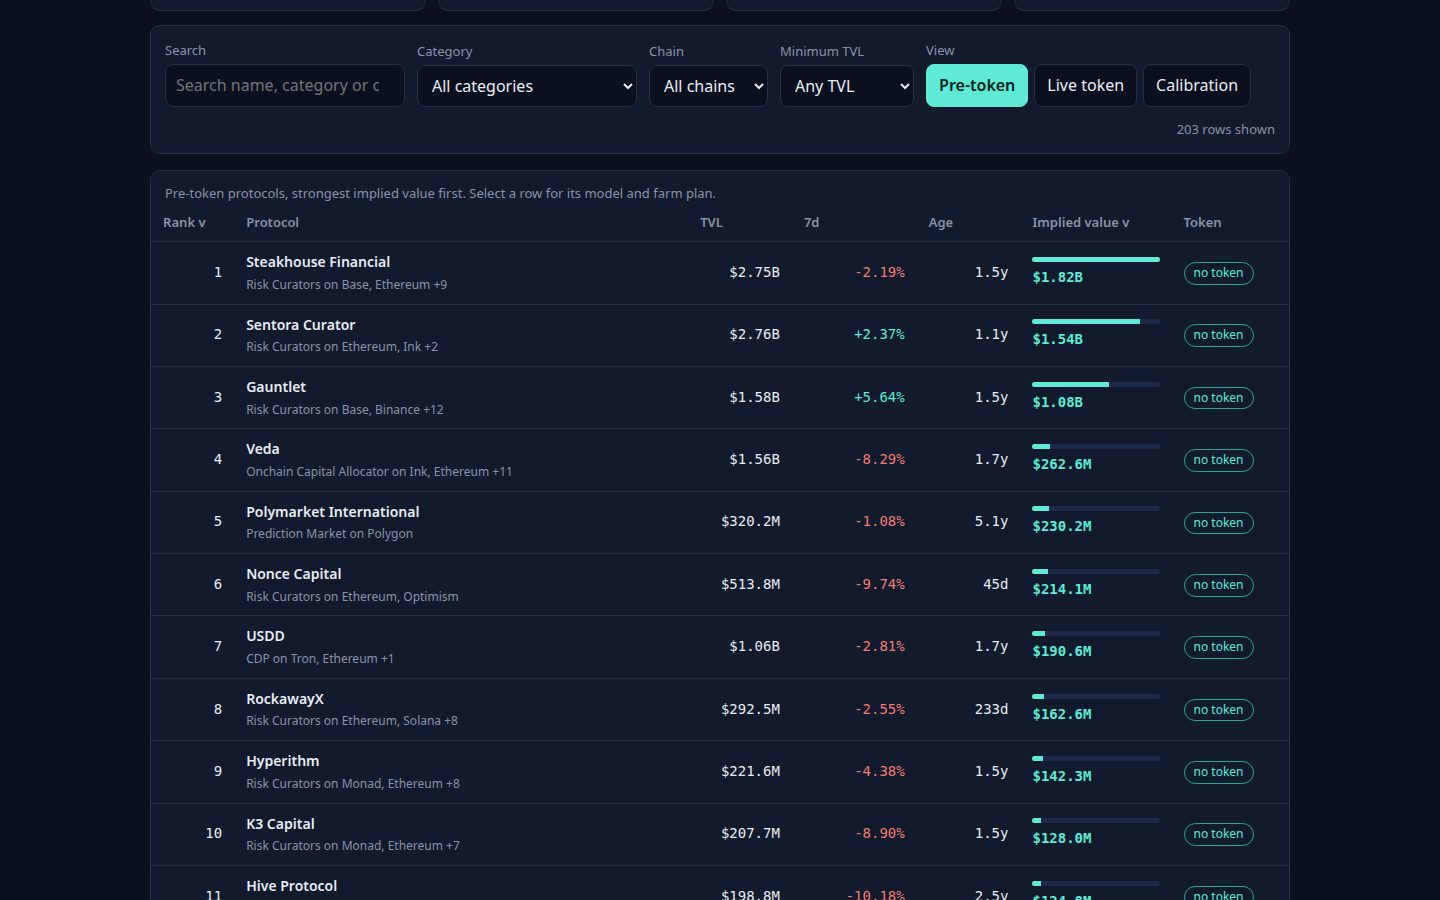 Search
Category
Chain
Minimum TVL
View
Search name, category or c
All categories
All chains
Any TVL
Pre-token
Live token
Calibration
203 rows shown
Pre-token protocols, strongest implied value first. Select a row for its model and farm plan.
Rank v
Protocol
TVL
7d
Age
Implied value v
Token
1
Steakhouse Financial
Risk Curators on Base, Ethereum +9
$2.75B
-2.19%
1.5y
$1.82B
no token
2
Sentora Curator
Risk Curators on Ethereum, Ink +2
$2.76B
+2.37%
1.1y
$1.54B
no token
3
Gauntlet
Risk Curators on Base, Binance +12
$1.58B
+5.64%
1.5y
$1.08B
no token
4
Veda
Onchain Capital Allocator on Ink, Ethereum +11
$1.56B
-8.29%
1.7y
$262.6M
no token
5
Polymarket International
Prediction Market on Polygon
$320.2M
-1.08%
5.1y
$230.2M
no token
6
Nonce Capital
Risk Curators on Ethereum, Optimism
$513.8M
-9.74%
45d
$214.1M
no token
7
USDD
CDP on Tron, Ethereum +1
$1.06B
-2.81%
1.7y
$190.6M
no token
8
RockawayX
Risk Curators on Ethereum, Solana +8
$292.5M
-2.55%
233d
$162.6M
no token
9
Hyperithm
Risk Curators on Monad, Ethereum +8
$221.6M
-4.38%
1.5y
$142.3M
no token
10
K3 Capital
Risk Curators on Monad, Ethereum +7
$207.7M
-8.90%
1.5y
$128.0M
no token
11
Hive Protocol
$198.8M
-10.18%
2.5y
no token